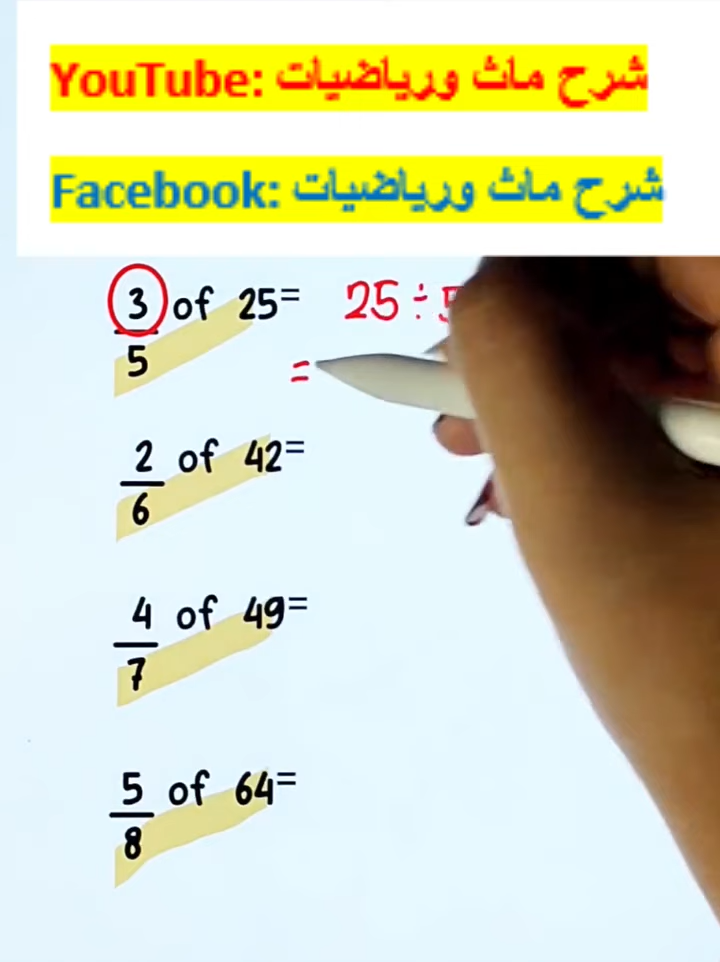 YouTube: شرح ماث ورياضيات
Facebook: شرح ماث ورياضيات
3/5 of 25= 25÷5
=
2/6 of 42=
4/7 of 49=
5/8 of 64=